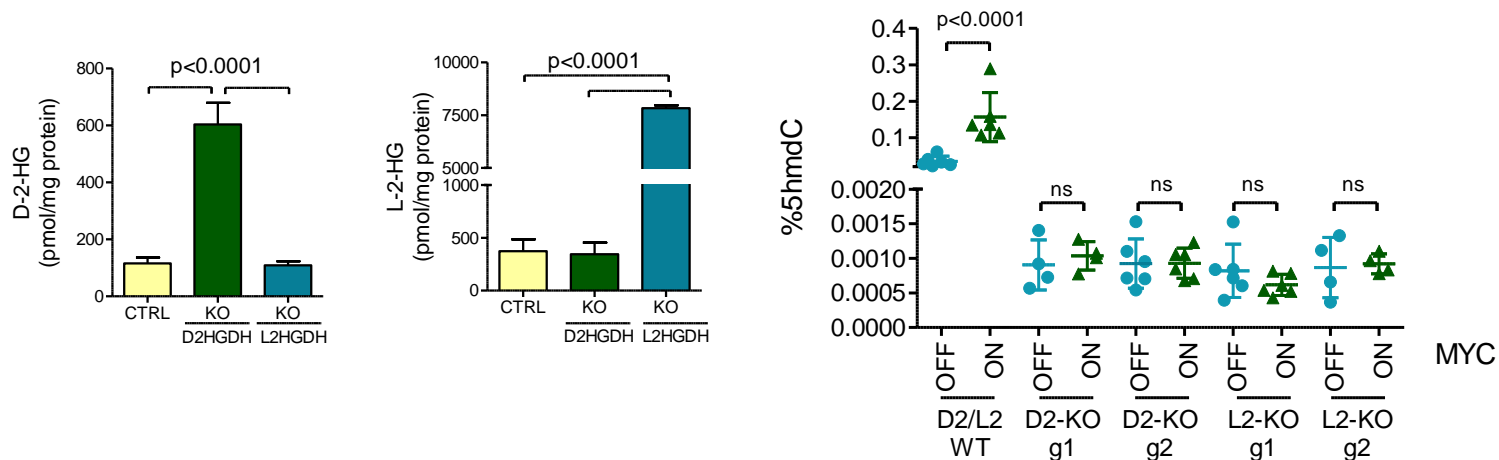 D-2-HG
(pmol/mg protein)
800
600
400
200
0
p<0.0001
CTRL
KO
KO
D2HGDH
L2HGDH
L-2-HG
(pmol/mg protein)
10000
7500
5000
1000
500
0
p<0.0001
CTRL
KO
KO
D2HGDH
L2HGDH
%5hmdC
0.4
0.3
0.2
0.1
0.0020
0.0015
0.0010
0.0005
0.0000
p<0.0001
ns
ns
ns
ns
OFF
ON
OFF
ON
OFF
ON
OFF
ON
OFF
ON
MYC
D2/L2
WT
D2-KO
g1
D2-KO
g2
L2-KO
g1
L2-KO
g2